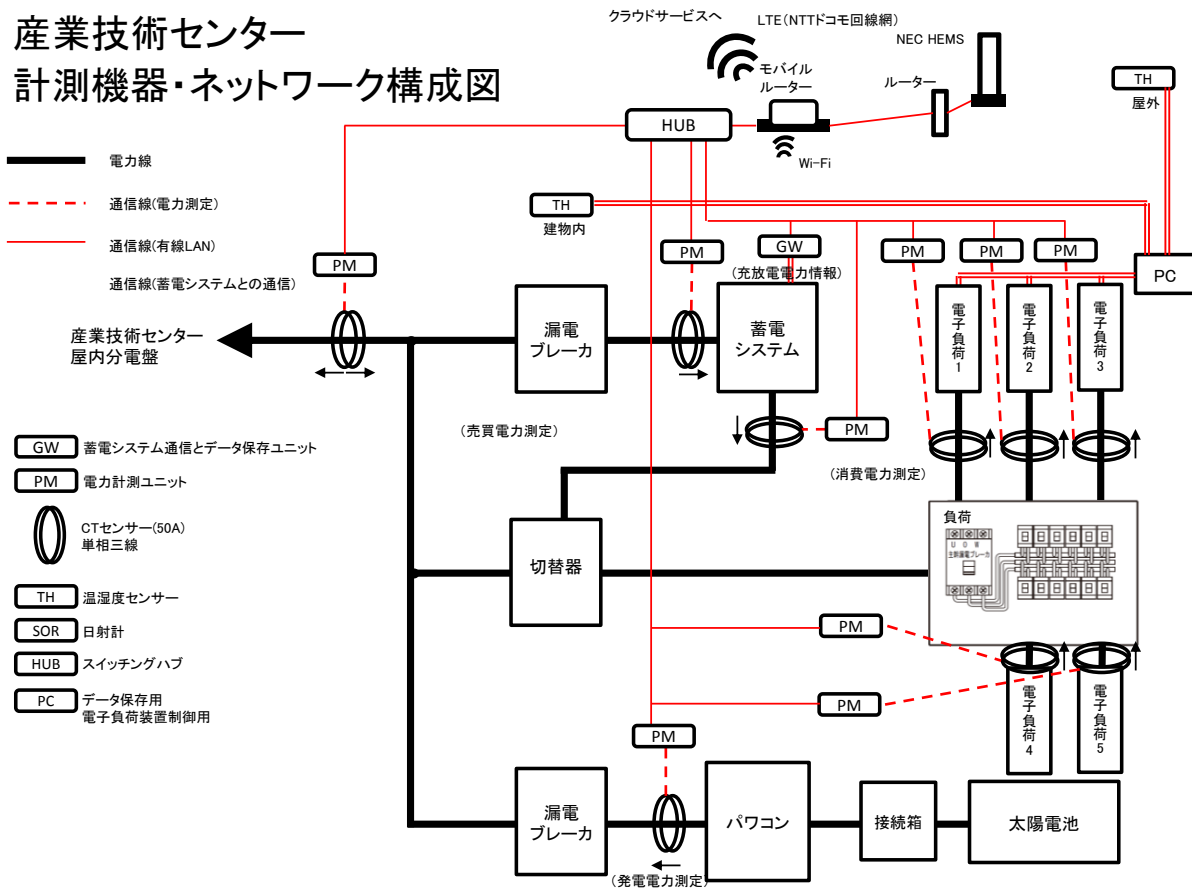 産業技術センター
計測機器・ネットワーク構成図
クラウドサービスへ
LTE(NTTドコモ回線網)
NEC HEMS
モバイル
ルーター
ルーター
TH
屋外
HUB
Wi-Fi
電力線
通信線(電力測定)
通信線(有線LAN)
通信線(蓄電システムとの通信)
TH
建物内
PM
PM
GW
(充放電電力情報)
PM
PM
PM
PC
産業技術センター
屋内分電盤
漏電
ブレーカ
蓄電
システム
電子負荷1
電子負荷2
電子負荷3
(売買電力測定)
PM
(消費電力測定)
GW
蓄電システム通信とデータ保存ユニット
PM
電力計測ユニット
CTセンサー(50A)
単相三線
TH
温湿度センサー
SOR
日射計
HUB
スイッチングハブ
PC
データ保存用
電子負荷装置制御用
切替器
負荷
U O W
主幹漏電ブレーカ
PM
PM
電子負荷4
電子負荷5
PM
漏電
ブレーカ
パワコン
接続箱
太陽電池
(発電電力測定)